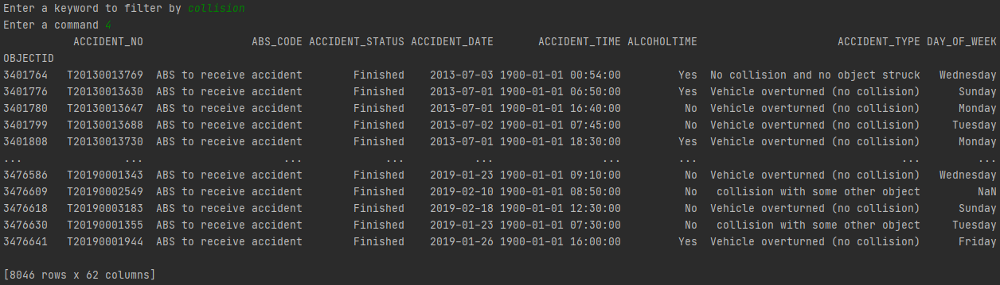 Enter a keyword to filter by collision
Enter a command 4
ACCIDENT_NO ABS_CODE ACCIDENT_STATUS ACCIDENT_DATE ACCIDENT_TIME ALCOHOLTIME ACCIDENT_TYPE DAY_OF_WEEK
OBJECTID
3401764 T20130013769 ABS to receive accident Finished 2013-07-03 1900-01-01 00:54:00 Yes No collision and no object struck Wednesday
3401776 T20130013630 ABS to receive accident Finished 2013-07-01 1900-01-01 06:50:00 Yes Vehicle overturned (no collision) Sunday
3401780 T20130013647 ABS to receive accident Finished 2013-07-01 1900-01-01 16:40:00 No Vehicle overturned (no collision) Monday
3401799 T20130013688 ABS to receive accident Finished 2013-07-02 1900-01-01 07:45:00 No Vehicle overturned (no collision) Tuesday
3401808 T20130013730 ABS to receive accident Finished 2013-07-01 1900-01-01 18:30:00 Yes Vehicle overturned (no collision) Monday
... ... ... ... ... ... ... ... ...
3476586 T20190001343 ABS to receive accident Finished 2019-01-23 1900-01-01 09:10:00 No Vehicle overturned (no collision) Wednesday
3476609 T20190002549 ABS to receive accident Finished 2019-02-10 1900-01-01 08:50:00 No collision with some other object NaN
3476618 T20190003183 ABS to receive accident Finished 2019-02-18 1900-01-01 12:30:00 No Vehicle overturned (no collision) Sunday
3476630 T20190001355 ABS to receive accident Finished 2019-01-23 1900-01-01 07:30:00 No collision with some other object Tuesday
3476641 T20190001944 ABS to receive accident Finished 2019-01-26 1900-01-01 16:00:00 Yes Vehicle overturned (no collision) Friday
[8046 rows x 62 columns]